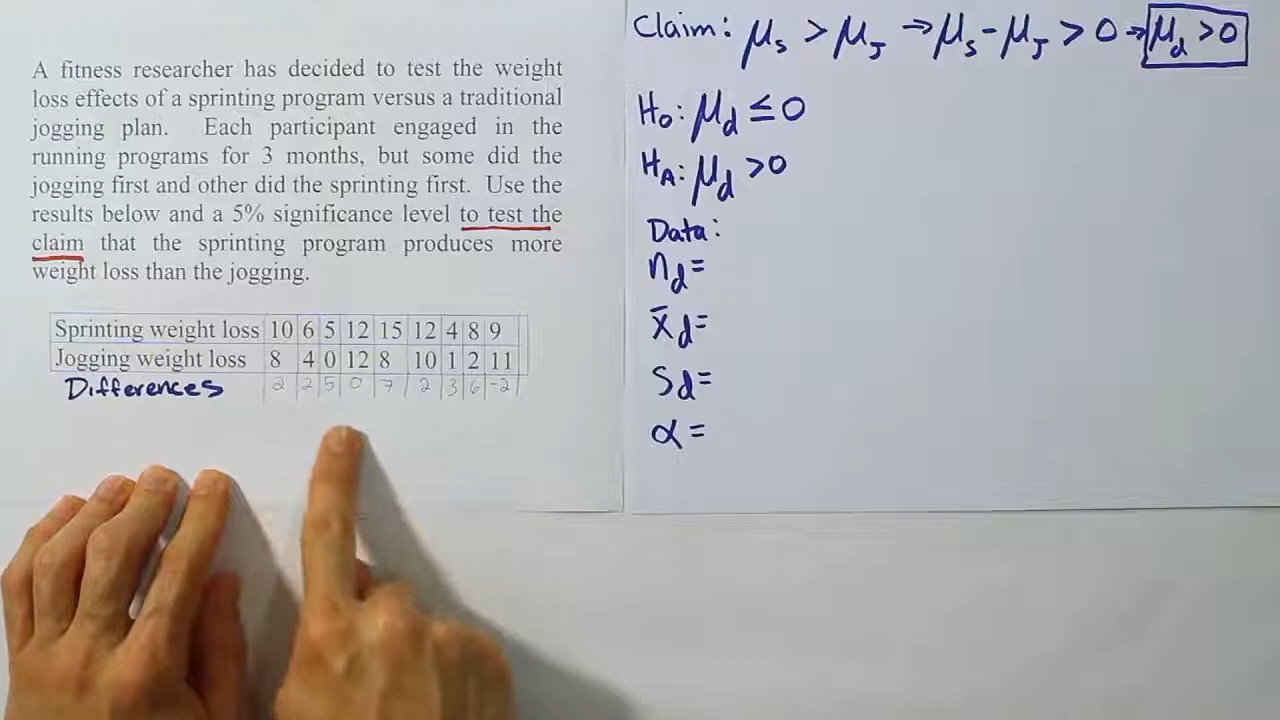 A fitness researcher has decided to test the weight
loss effects of a sprinting program versus a traditional
jogging plan. Each participant engaged in the
running programs for 3 months, but some did the
jogging first and other did the sprinting first. Use the
results below and a 5% significance level to test the
claim that the sprinting program produces more
weight loss than the jogging.
Sprinting weight loss 10 6 5 12 15 12 4 8 9
Jogging weight loss 8 4 0 12 8 10 1 2 11
Differences 2 2 5 0 7 2 3 6 -2
Claim: μs > μJ → μs - μJ > 0 → μd > 0
H0: μd ≤ 0
HA: μd > 0
Data:
nd =
x̄d =
sd =
α =